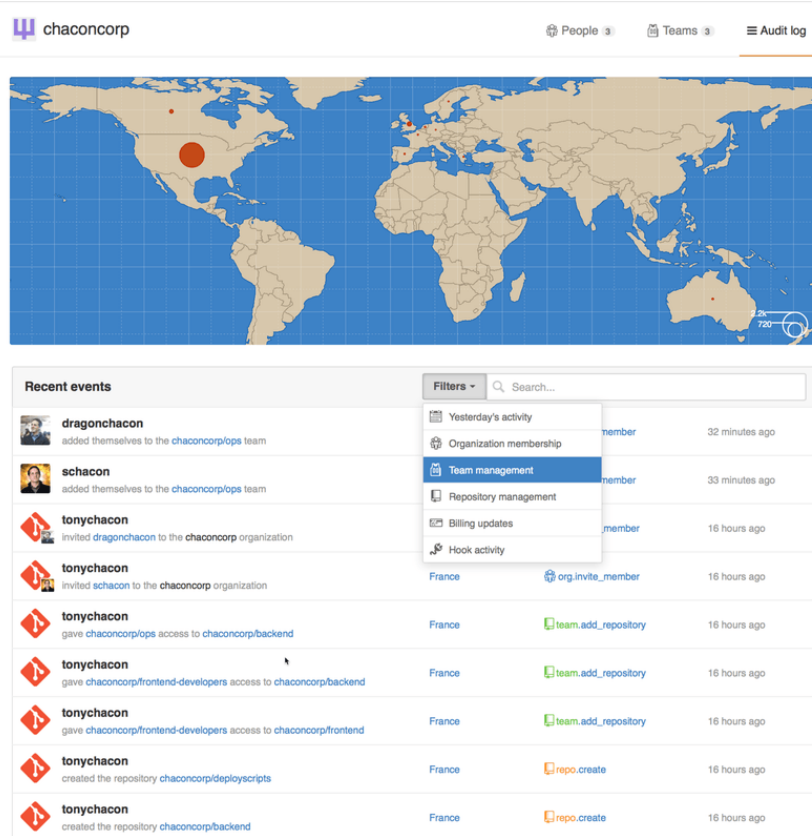 chaconcorp
People 3
Teams 3
Audit log
2.2k
720
Recent events
Filters
Search...
Yesterday's activity
Organization membership
Team management
Repository management
Billing updates
Hook activity
dragonchacon
added themselves to the chaconcorp/ops team
member
32 minutes ago
schacon
added themselves to the chaconcorp/ops team
member
33 minutes ago
tonychacon
invited dragonchacon to the chaconcorp organization
_member
16 hours ago
tonychacon
invited schacon to the chaconcorp organization
France
org.invite_member
16 hours ago
tonychacon
gave chaconcorp/ops access to chaconcorp/backend
France
team.add_repository
16 hours ago
tonychacon
gave chaconcorp/frontend-developers access to chaconcorp/backend
France
team.add_repository
16 hours ago
tonychacon
gave chaconcorp/frontend-developers access to chaconcorp/frontend
France
team.add_repository
16 hours ago
tonychacon
created the repository chaconcorp/deployscripts
France
repo.create
16 hours ago
tonychacon
created the repository chaconcorp/backend
France
repo.create
16 hours ago